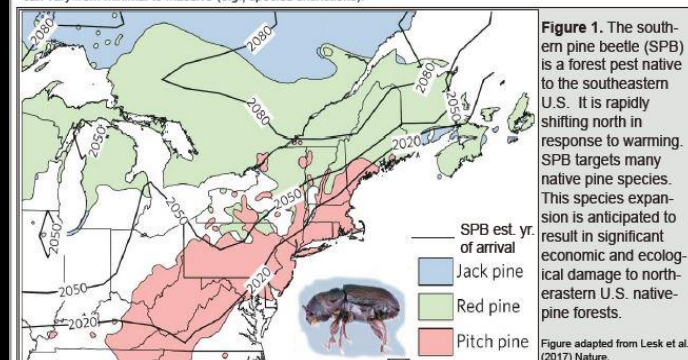 2080
2080
2080
2080
2050
2050
2020
2050
2050
2050
2050
2020
2020
SPB est. yr.
of arrival
Jack pine
Red pine
Pitch pine
Figure 1. The south-
ern pine beetle (SPB)
is a forest pest native
to the southeastern
U.S. It is rapidly
shifting north in
response to warming.
SPB targets many
native pine species.
This species expan-
sion is anticipated to
result in significant
economic and ecolog-
ical damage to north-
erastern U.S. native-
pine forests.
Figure adapted from Lesk et al.
(2017) Nature.